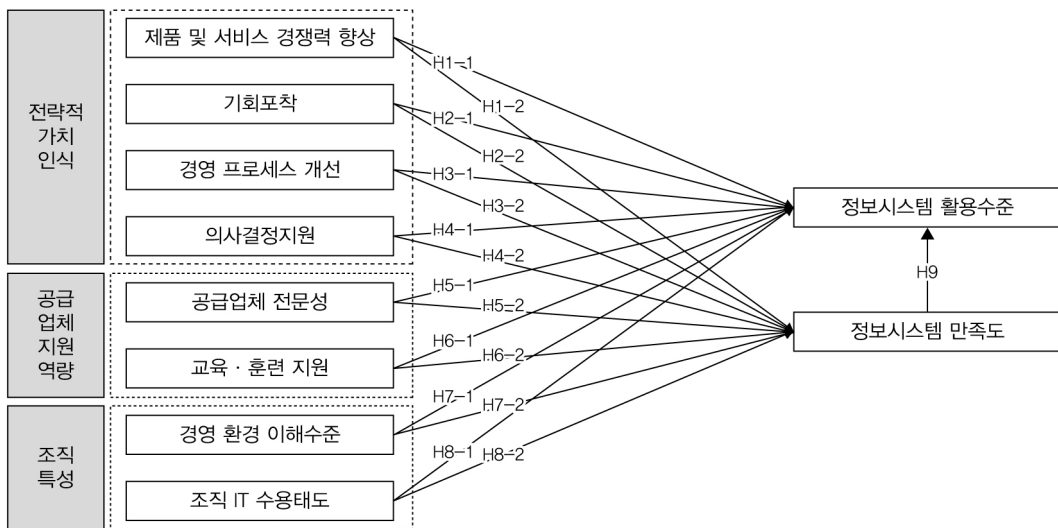 전략적
가치
인식
제품 및 서비스 경쟁력 향상
기회포착
경영 프로세스 개선
의사결정지원
공급
업체
지원
역량
공급업체 전문성
교육 · 훈련 지원
조직
특성
경영 환경 이해수준
조직 IT 수용태도
H1-1
H1-2
H2-1
H2-2
H3-1
H3-2
H4-1
H4-2
H5-1
H5-2
H6-1
H6-2
H7-1
H7-2
H8-1
H8-2
정보시스템 활용수준
H9
정보시스템 만족도